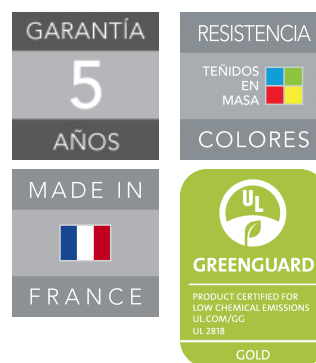 GARANTÍA
5
AÑOS
RESISTENCIA
TEÑIDOS
EN
MASA
COLORES
MADE IN
FRANCE
UL
GREENGUARD
PRODUCT CERTIFIED FOR
LOW CHEMICAL EMISSIONS
UL.COM/GG
UL 2818
GOLD